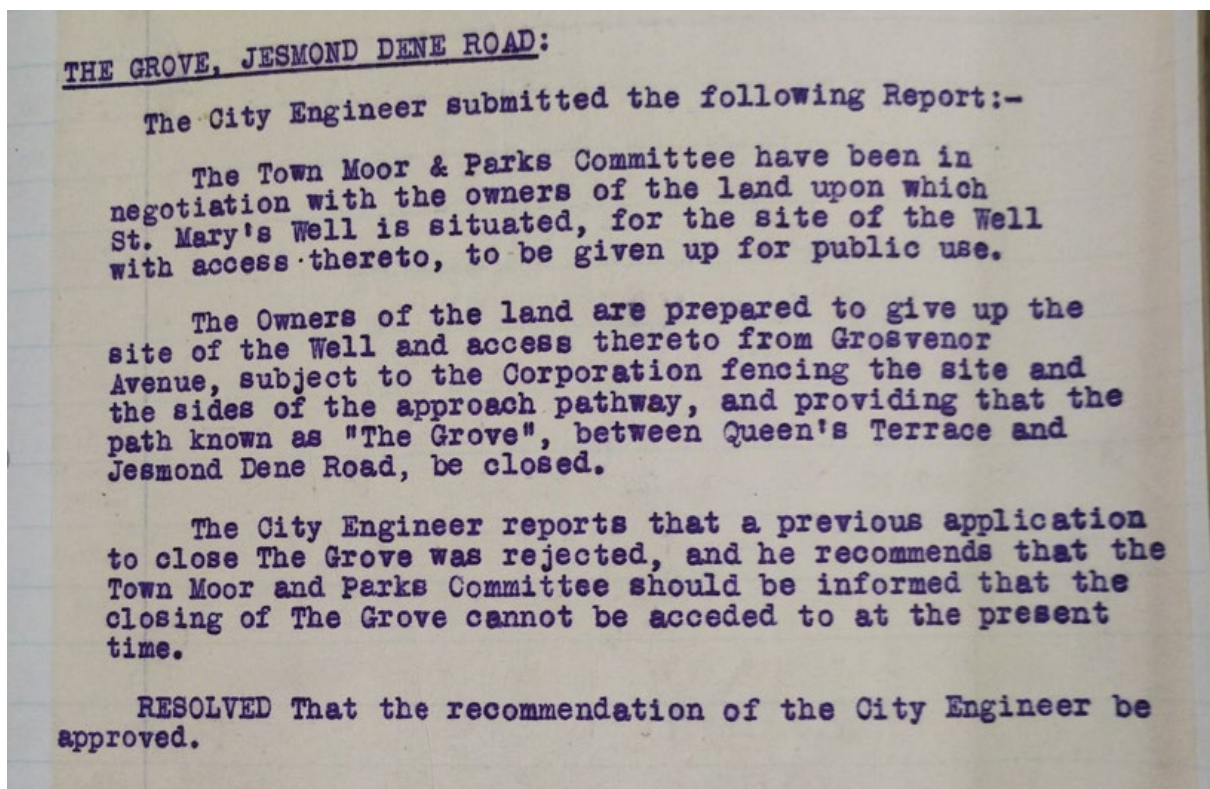 THE GROVE, JESMOND DENE ROAD:
The City Engineer submitted the following Report:-
The Town Moor & Parks Committee have been in
negotiation with the owners of the land upon which
St. Mary's Well is situated, for the site of the Well
with access thereto, to be given up for public use.
The Owners of the land are prepared to give up the
site of the Well and access thereto from Grosvenor
Avenue, subject to the Corporation fencing the site and
the sides of the approach pathway, and providing that the
path known as "The Grove", between Queen's Terrace and
Jesmond Dene Road, be closed.
The City Engineer reports that a previous application
to close The Grove was rejected, and he recommends that the
Town Moor and Parks Committee should be informed that the
closing of The Grove cannot be acceded to at the present
time.
RESOLVED That the recommendation of the City Engineer be
approved.